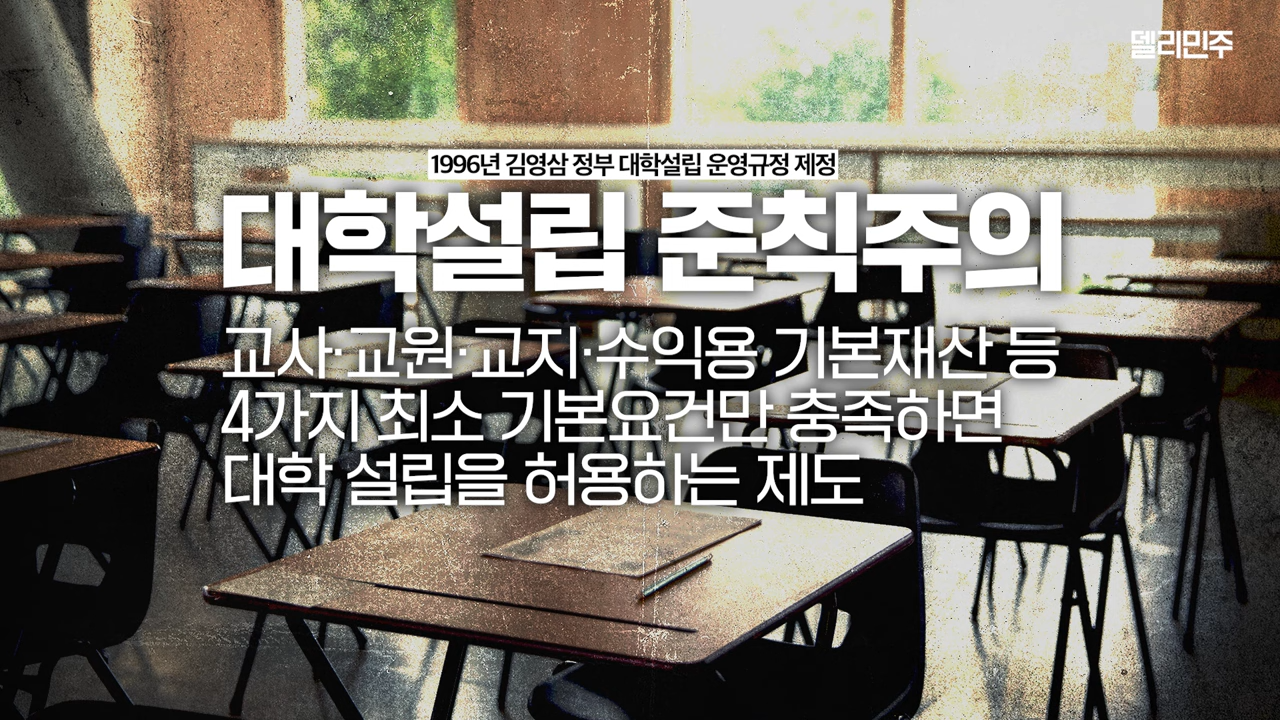 델리민주
1996년 김영삼 정부 대학설립 운영규정 제정
대학설립 준칙주의
교사·교원·교지·수익용 기본재산 등
4가지 최소 기본요건만 충족하면
대학 설립을 허용하는 제도